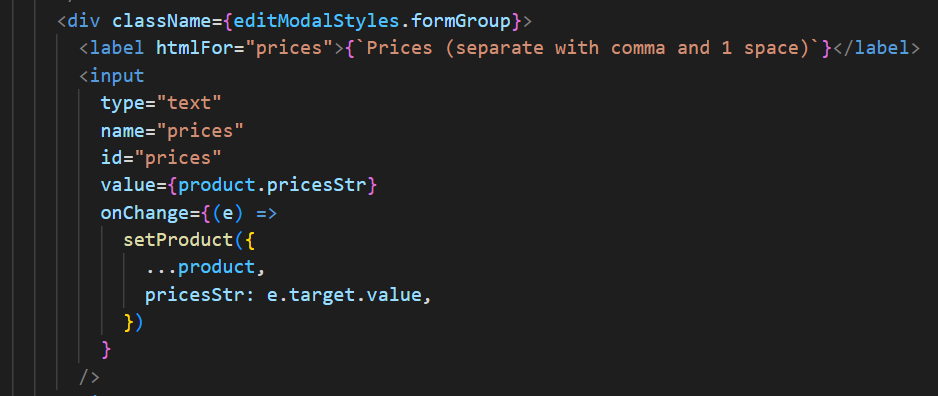 <div className={editModalStyles.formGroup}>
<label htmlFor="prices">{`Prices (separate with comma and 1 space)`}</label>
<input
type="text"
name="prices"
id="prices"
value={product.pricesStr}
onChange={(e) =>
setProduct({
...product,
pricesStr: e.target.value,
})
}
/>